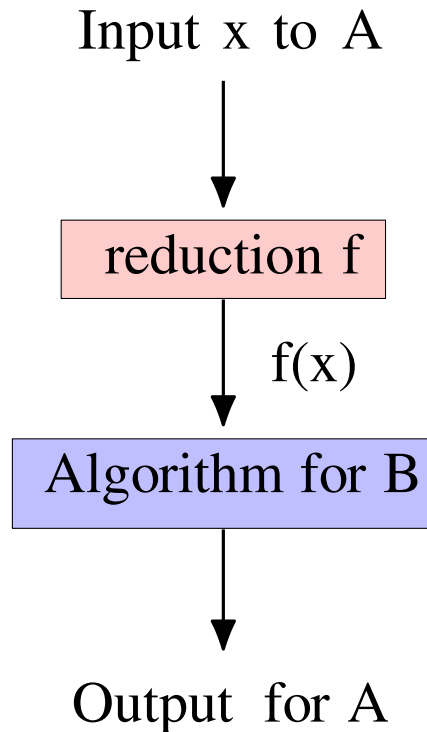 Input x to A
reduction f
f(x)
Algorithm for B
Output for A